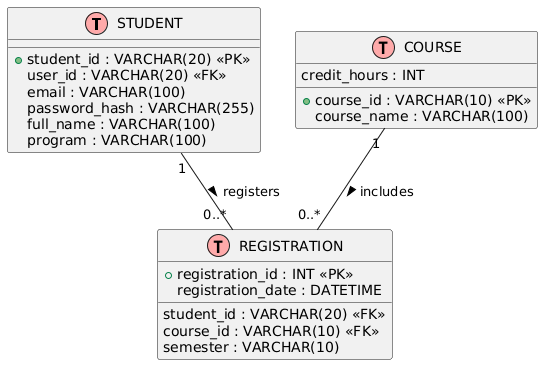 T STUDENT
student_id : VARCHAR(20) «PK»
user_id : VARCHAR(20) «FK»
email : VARCHAR(100)
password_hash : VARCHAR(255)
full_name : VARCHAR(100)
program : VARCHAR(100)
T COURSE
credit_hours : INT
course_id : VARCHAR(10) «PK»
course_name : VARCHAR(100)
1
1
registers
includes
0..*
0..*
T REGISTRATION
registration_id : INT «PK»
registration_date : DATETIME
student_id : VARCHAR(20) «FK»
course_id : VARCHAR(10) «FK»
semester : VARCHAR(10)